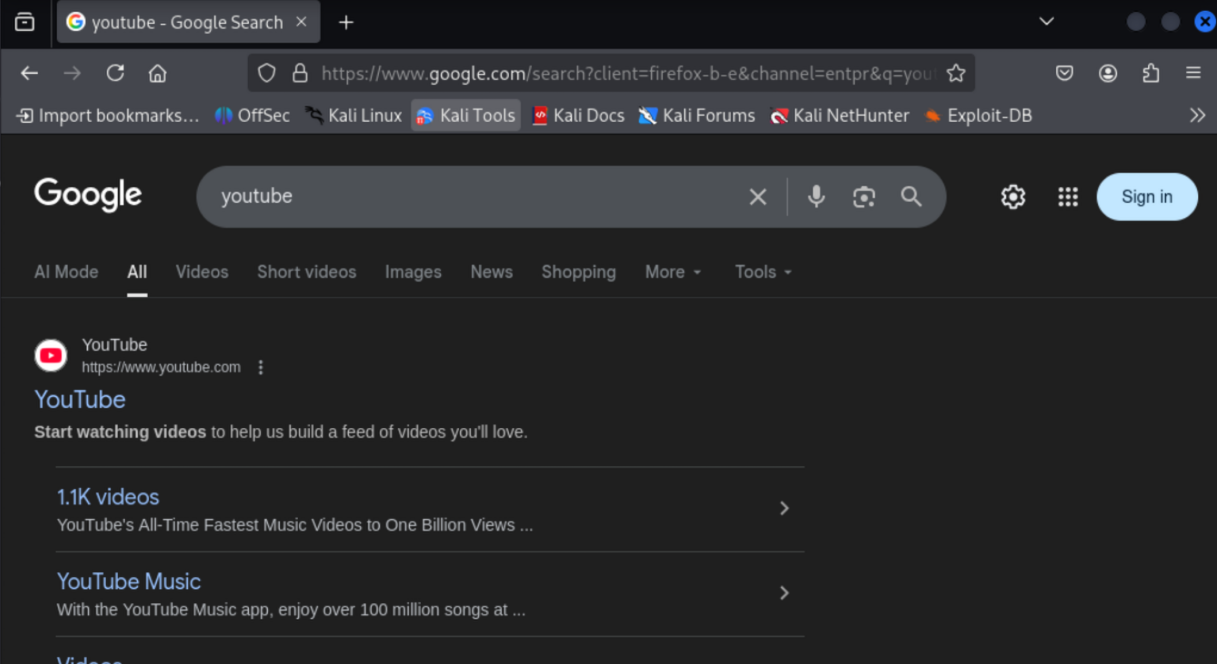 youtube - Google Search
https://www.google.com/search?client=firefox-b-e&channel=entpr&q=you
Import bookmarks... OffSec Kali Linux Kali Tools Kali Docs Kali Forums Kali NetHunter Exploit-DB
Google youtube Sign in
AI Mode All Videos Short videos Images News Shopping More Tools
YouTube
https://www.youtube.com
YouTube
Start watching videos to help us build a feed of videos you'll love.
1.1K videos
YouTube's All-Time Fastest Music Videos to One Billion Views ...
YouTube Music
With the YouTube Music app, enjoy over 100 million songs at ...
Videos